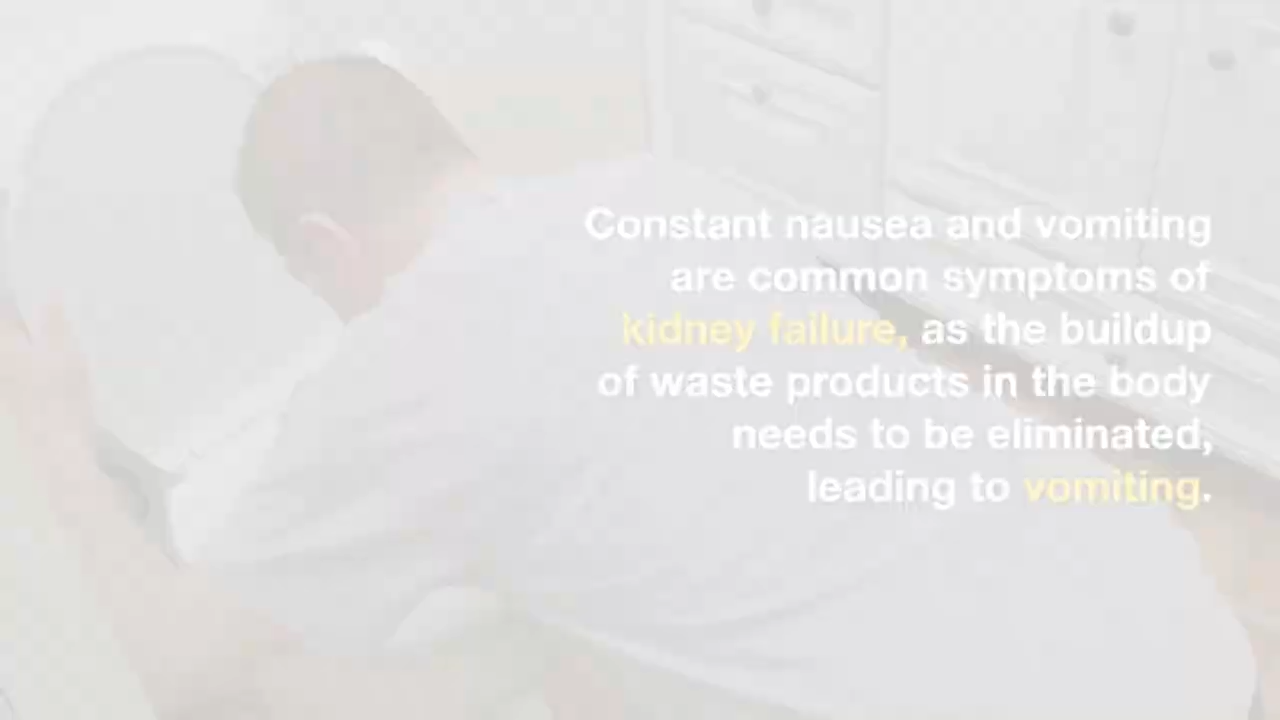 Constant nausea and vomiting
are common symptoms of
kidney failure, as the buildup
of waste products in the body
needs to be eliminated,
leading to vomiting.